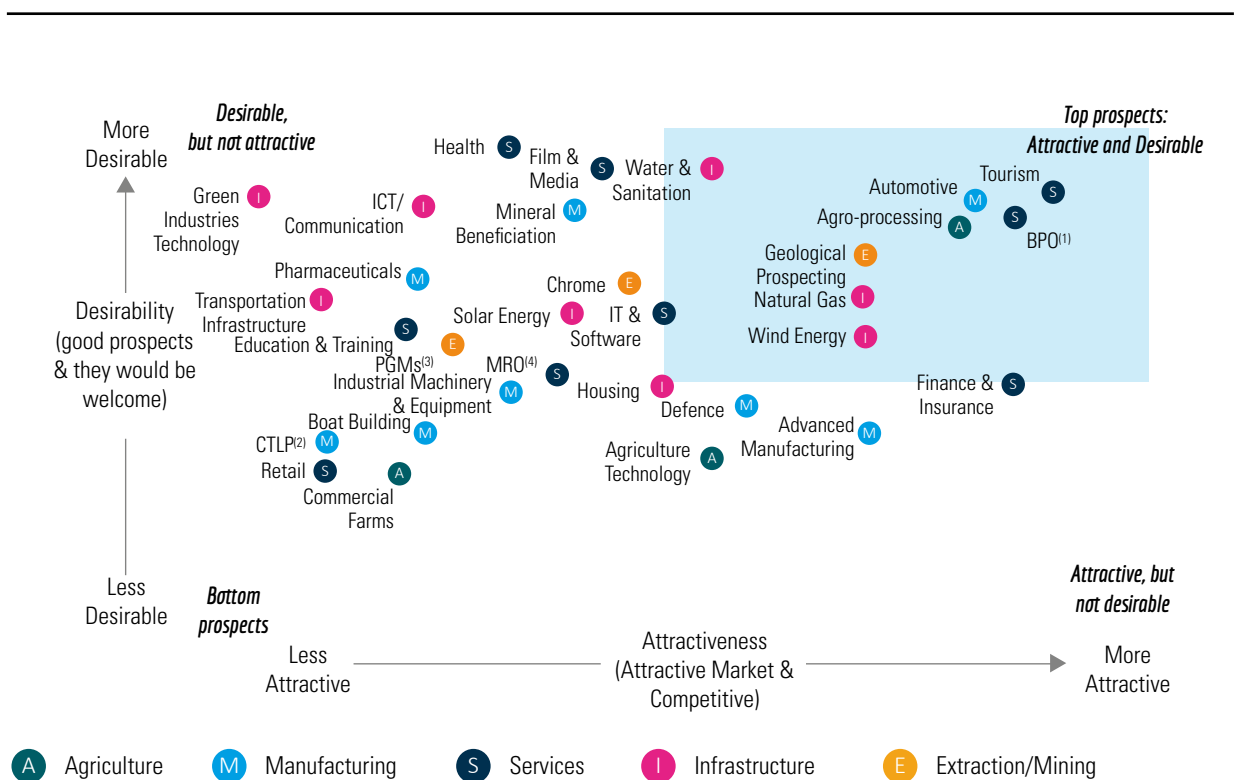 Desirable,
but not attractive
Top prospects:
Attractive and Desirable
More
Desirable
Health
S
Film &
Media
S
Water &
Sanitation
I
Tourism
S
Automotive
M
Green
Industries
Technology
I
ICT/
Communication
I
Mineral
Beneficiation
M
Agro-processing
A
S
BPO(1)
Geological
Prospecting
E
Pharmaceuticals
M
Chrome
E
Natural Gas
I
Transportation
Infrastructure
I
Solar Energy
I
IT &
Software
S
Desirability
(good prospects
& they would be
welcome)
Education & Training
S
Wind Energy
I
PGMs(3)
E
MRO(4)
S
Industrial Machinery
& Equipment
M
Housing
I
Finance &
Insurance
S
Defence
M
Boat Building
M
Advanced
Manufacturing
M
CTLP(2)
M
Agriculture
Technology
A
Retail
S
Commercial
Farms
A
Less
Desirable
Bottom
prospects
Attractive, but
not desirable
Less
Attractive
Attractiveness
(Attractive Market &
Competitive)
More
Attractive
A Agriculture
M Manufacturing
S Services
I Infrastructure
E Extraction/Mining